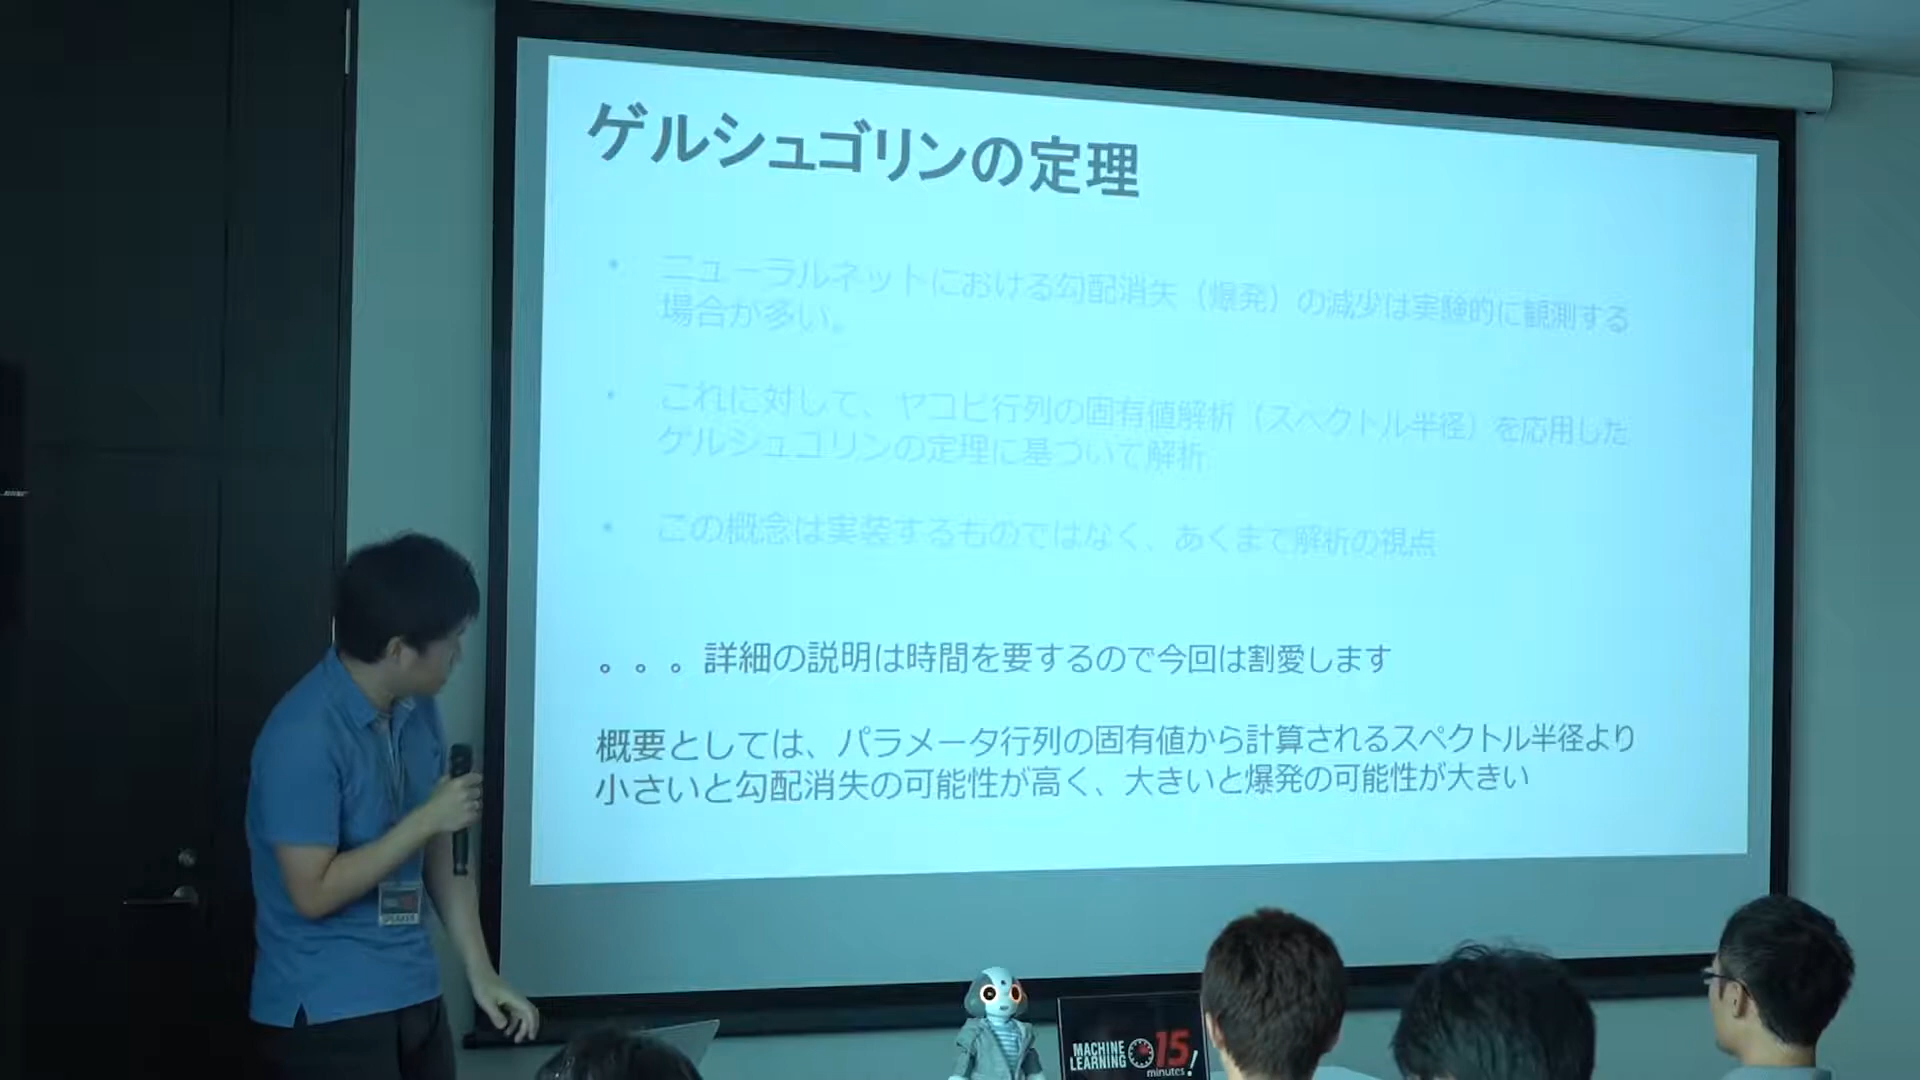 ゲルシュゴリンの定理
• ニューラルネットにおける勾配消失（爆発）の減少は実験的に観測する
場合が多い。
• これに対して、ヤコビ行列の固有値解析（スペクトル半径）を応用した
ゲルシュゴリンの定理に基づいて解析
• この概念は実装するものではなく、あくまで解析の視点
。。。詳細の説明は時間を要するので今回は割愛します
概要としては、パラメータ行列の固有値から計算されるスペクトル半径より
小さいと勾配消失の可能性が高く、大きいと爆発の可能性が大きい
MACHINE
LEARNING
15
minutes!